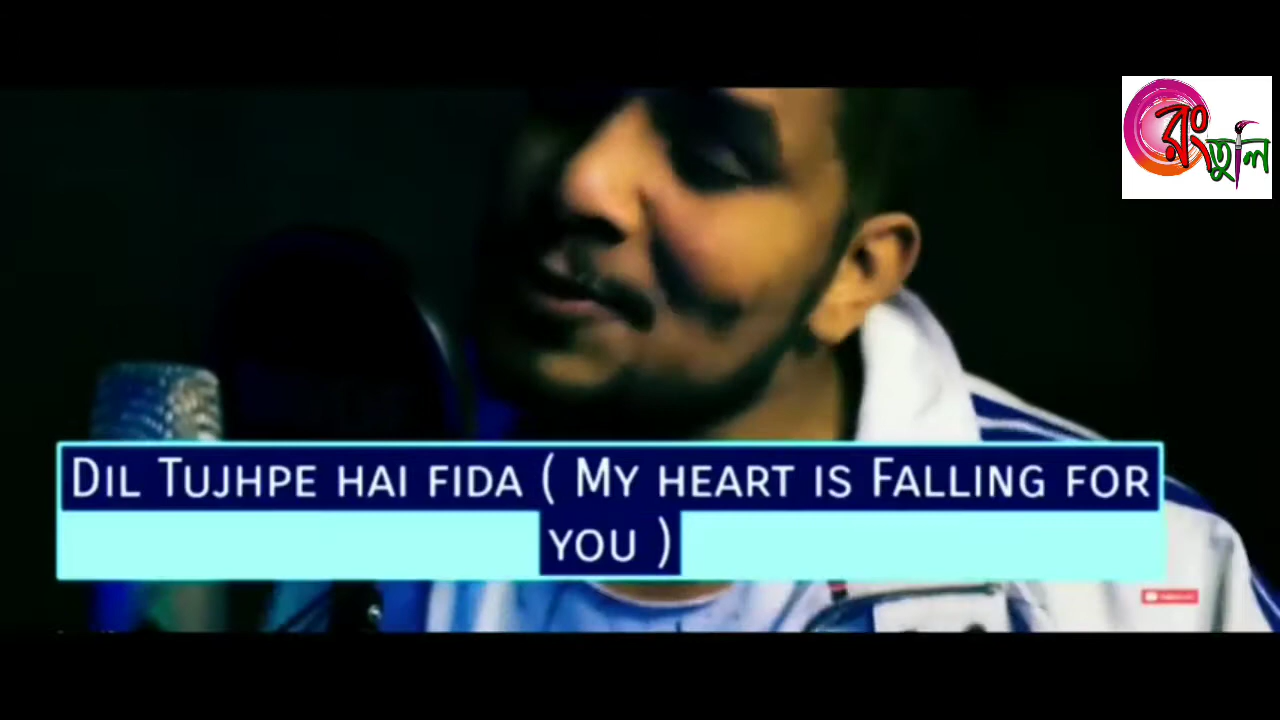 রং
তুলি
DIL TUJHPE HAI FIDA ( MY HEART IS FALLING FOR
YOU )